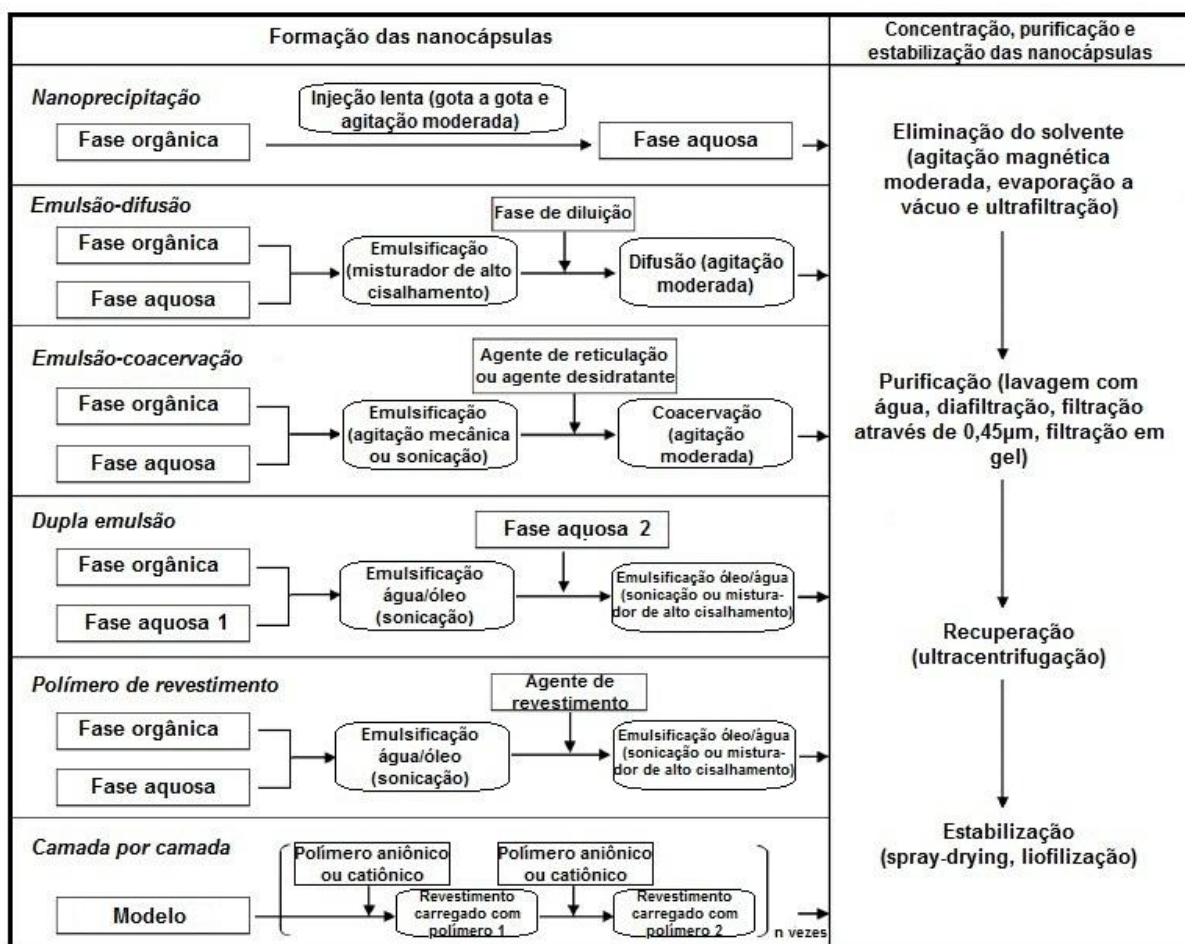 Formação das nanocápsulas
Concentração, purificação e
estabilização das nanocápsulas
Nanoprecipitação
Fase orgânica
Injeção lenta (gota a gota e
agitação moderada)
Fase aquosa
Emulsão-difusão
Fase orgânica
Fase aquosa
Emulsificação
(misturador de alto
cisalhamento)
Fase de diluição
Difusão (agitação
moderada)
Emulsão-coacervação
Fase orgânica
Fase aquosa
Emulsificação
(agitação mecânica
ou sonicação)
Agente de reticulação
ou agente desidratante
Coacervação
(agitação
moderada)
Dupla emulsão
Fase orgânica
Fase aquosa 1
Emulsificação
água/óleo
(sonicação)
Fase aquosa 2
Emulsificação óleo/água
(sonicação ou mistura-
dor de alto cisalhamento)
Polímero de revestimento
Fase orgânica
Fase aquosa
Emulsificação
água/óleo
(sonicação)
Agente de
revestimento
Emulsificação óleo/água
(sonicação ou mistura-
dor de alto cisalhamento)
Camada por camada
Modelo
Polímero aniônico
ou catiônico
Revestimento
carregado com
polímero 1
Polímero aniônico
ou catiônico
Revestimento
carregado com
polímero 2
n vezes
Eliminação do solvente
(agitação magnética
moderada, evaporação a
vácuo e ultrafiltração)
Purificação (lavagem com
água, diafiltração, filtração
através de 0,45µm, filtração em
gel)
Recuperação
(ultracentrifugação)
Estabilização
(spray-drying, liofilização)